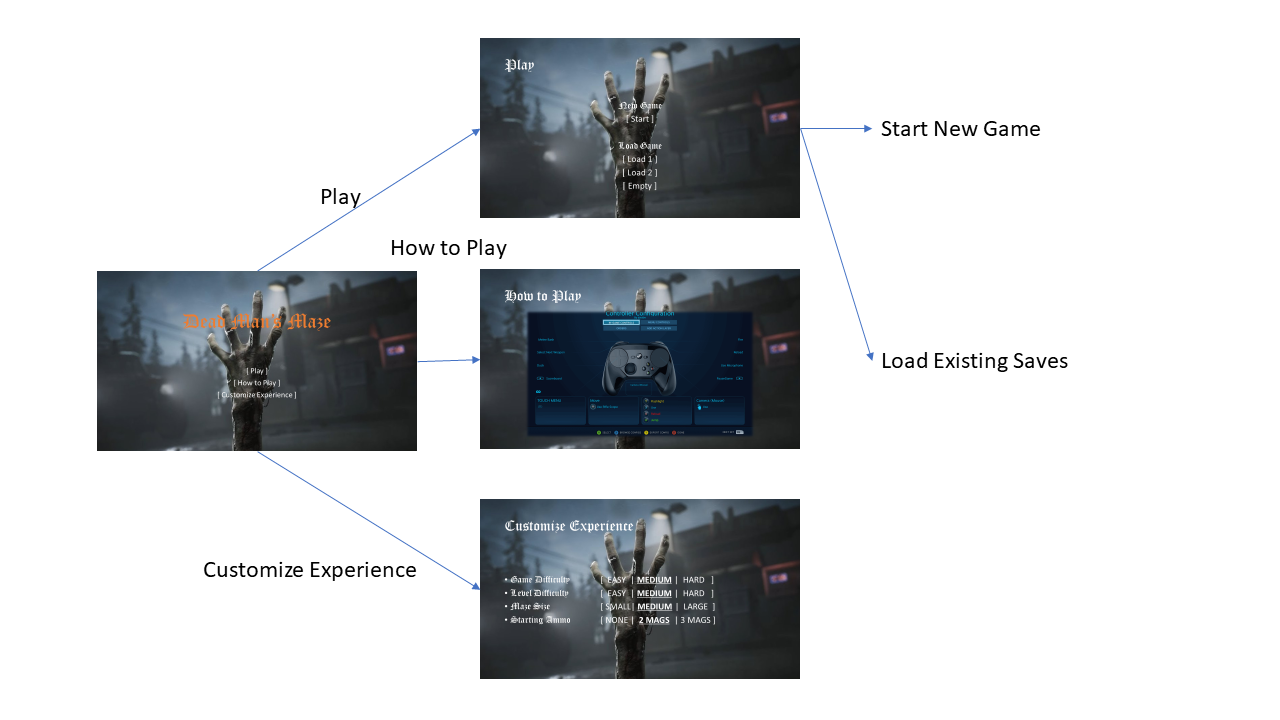 Play
New Game
[ Start ]
Load Game
[ Load 1 ]
[ Load 2 ]
[ Empty ]
Start New Game
Play
How to Play
Dead Man's Maze
[ Play ]
[ How to Play ]
[ Customize Experience ]
How to Play
Controller Configuration
TOUCH MENU
Load Existing Saves
Customize Experience
Customize Experience
• Game Difficulty [ EASY | MEDIUM | HARD ]
• Level Difficulty [ EASY | MEDIUM | HARD ]
• Maze Size [ SMALL | MEDIUM | LARGE ]
• Starting Ammo [ NONE | 2 MAGS | 3 MAGS ]